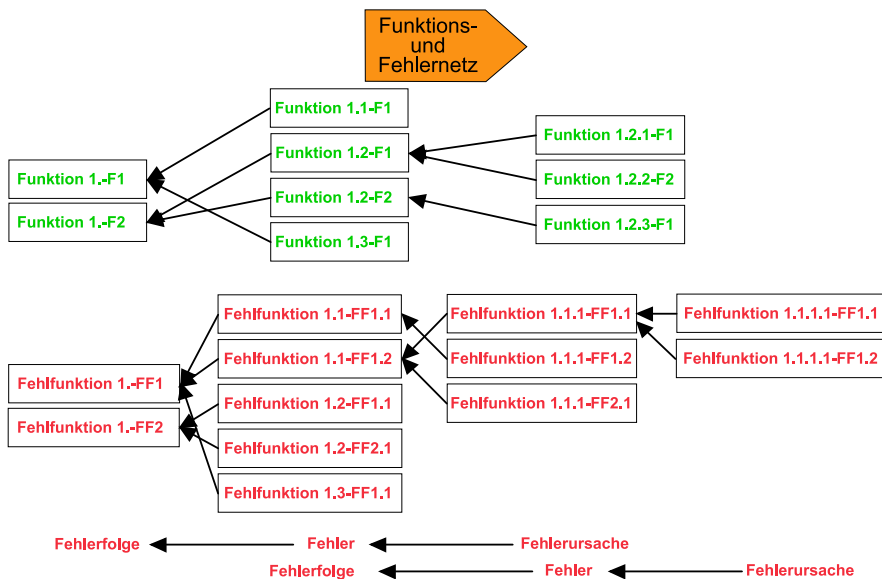 Funktions-
und
Fehlernetz
Funktion 1.1-F1
Funktion 1.2-F1
Funktion 1.2.1-F1
Funktion 1.-F1
Funktion 1.2.2-F2
Funktion 1.2-F2
Funktion 1.-F2
Funktion 1.2.3-F1
Funktion 1.3-F1
Fehlfunktion 1.1-FF1.1
Fehlfunktion 1.1.1-FF1.1
Fehlfunktion 1.1.1.1-FF1.1
Fehlfunktion 1.1-FF1.2
Fehlfunktion 1.1.1-FF1.2
Fehlfunktion 1.1.1.1-FF1.2
Fehlfunktion 1.-FF1
Fehlfunktion 1.2-FF1.1
Fehlfunktion 1.1.1-FF2.1
Fehlfunktion 1.-FF2
Fehlfunktion 1.2-FF2.1
Fehlfunktion 1.3-FF1.1
Fehlerfolge Fehler Fehlerursache
Fehlerfolge Fehler Fehlerursache